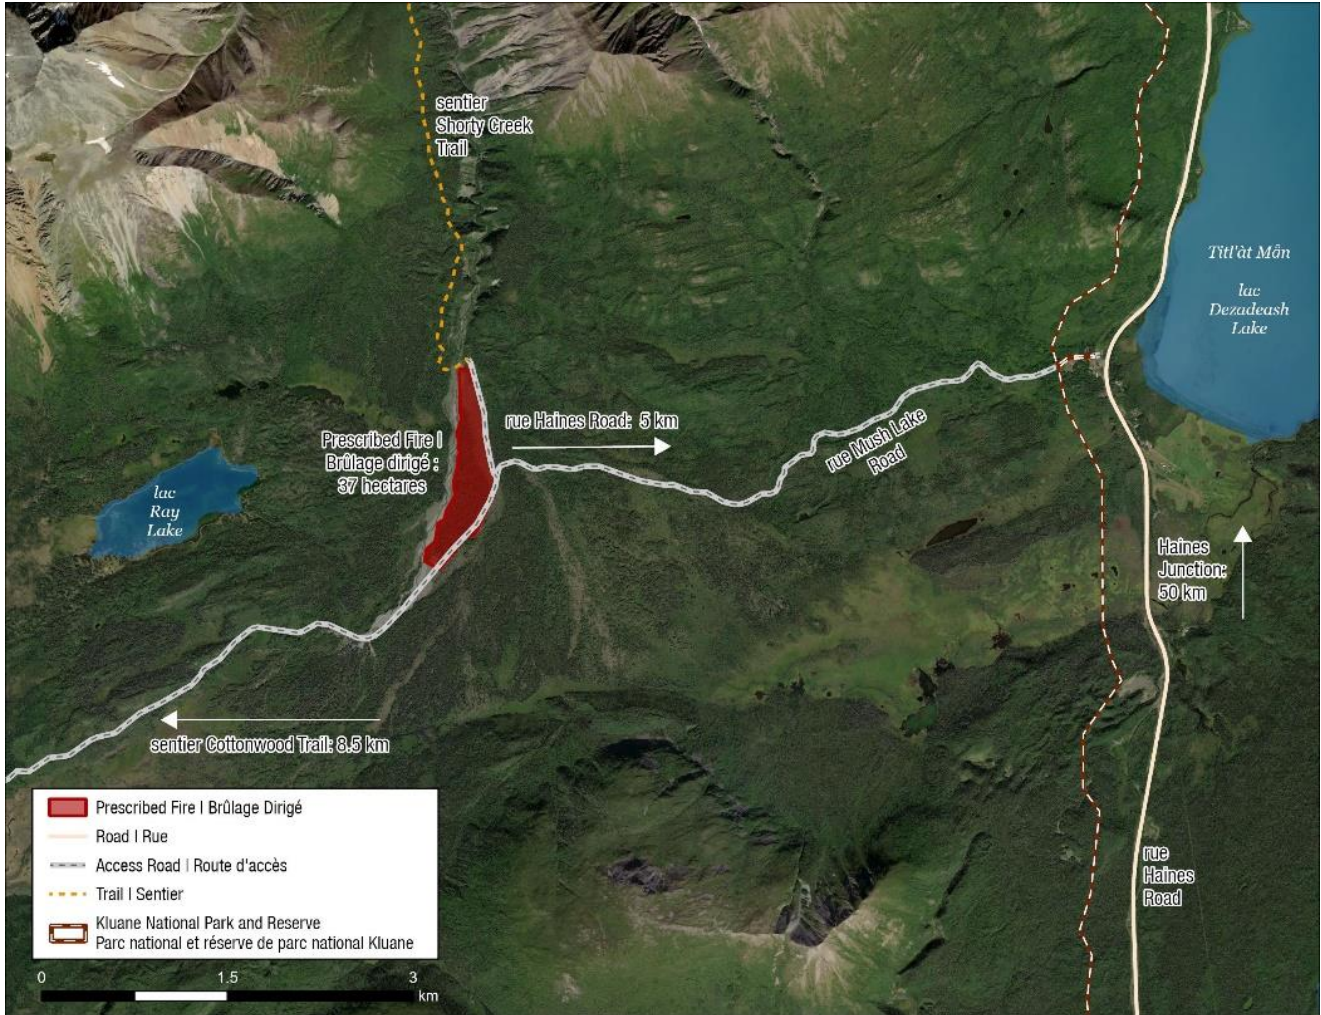 sentier
Shorty Creek
Trail
Titl'àt Mân
lac
Dezadeash
Lake
rue Haines Road: 5 km
rue Mush Lake
Road
Prescribed Fire |
Brûlage dirigé :
37 hectares
lac
Ray
Lake
Haines
Junction:
50 km
sentier Cottonwood Trail: 8.5 km
rue
Haines
Road
Prescribed Fire | Brûlage Dirigé
Road | Rue
Access Road | Route d'accès
Trail | Sentier
Kluane National Park and Reserve
Parc national et réserve de parc national Kluane
0 1.5 3
km